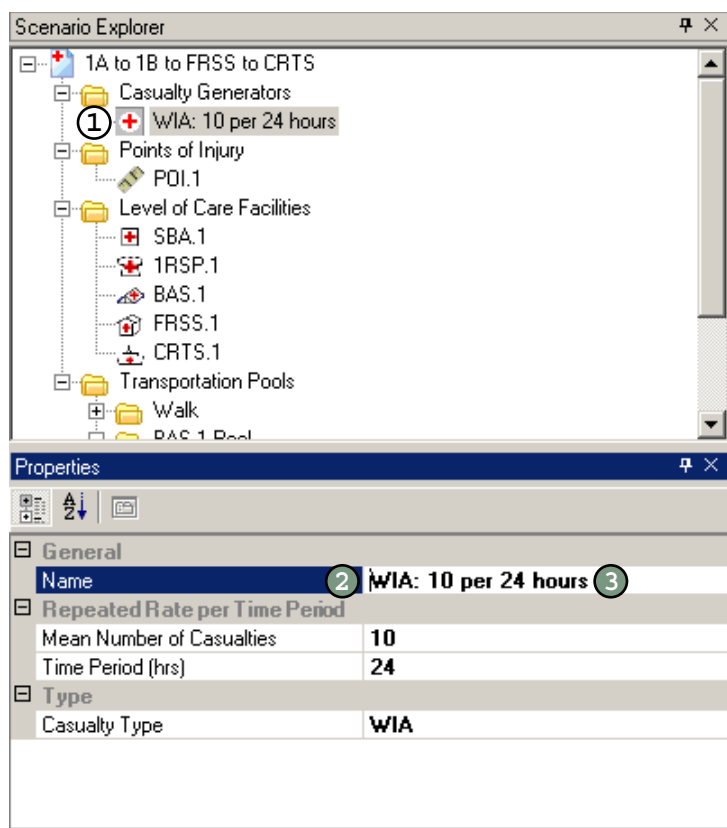 Scenario Explorer
1A to 1B to FRSS to CRTS
Casualty Generators
1 WIA: 10 per 24 hours
Points of Injury
POI.1
Level of Care Facilities
SBA.1
1RSP.1
BAS.1
FRSS.1
CRTS.1
Transportation Pools
Walk
BAS.1 Pool
Properties
General
Name 2 WIA: 10 per 24 hours 3
Repeated Rate per Time Period
Mean Number of Casualties 10
Time Period (hrs) 24
Type
Casualty Type WIA